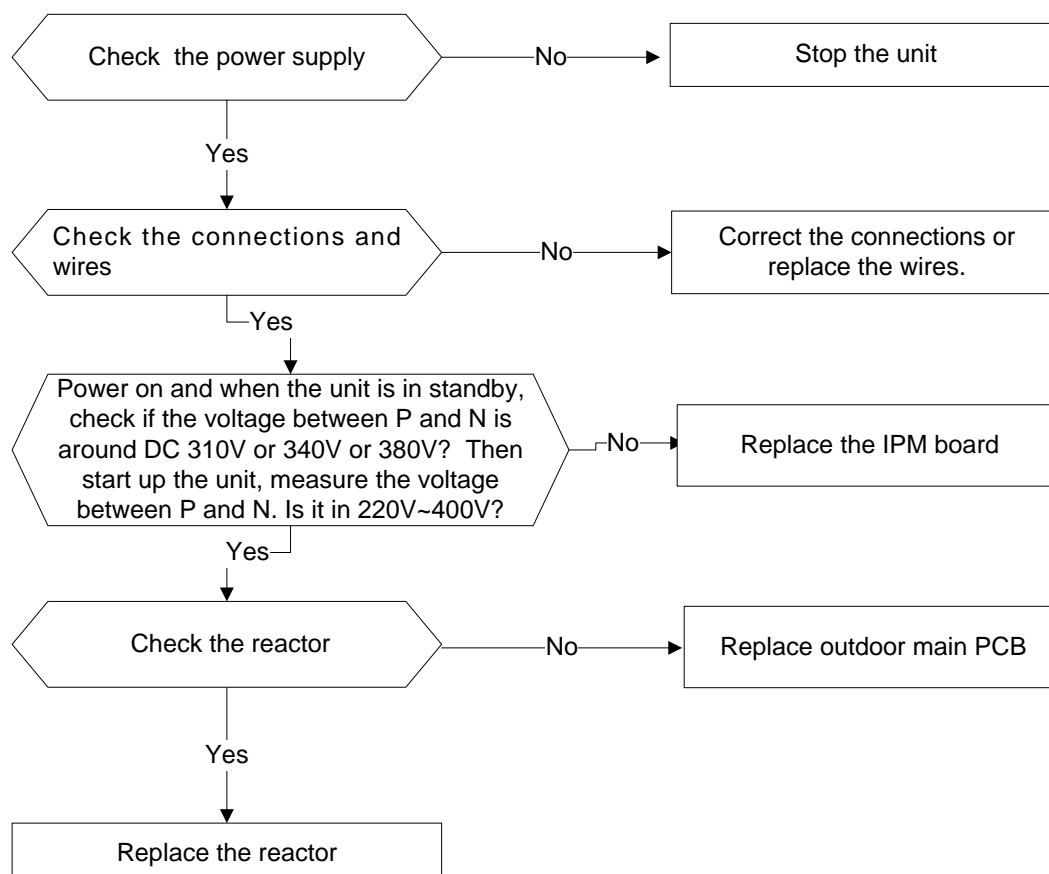 Check the power supply
No
Stop the unit
Yes
Check the connections and
wires
No
Correct the connections or
replace the wires.
Yes
Power on and when the unit is in standby,
check if the voltage between P and N is
around DC 310V or 340V or 380V? Then
start up the unit, measure the voltage
between P and N. Is it in 220V~400V?
No
Replace the IPM board
Yes
Check the reactor
No
Replace outdoor main PCB
Yes
Replace the reactor